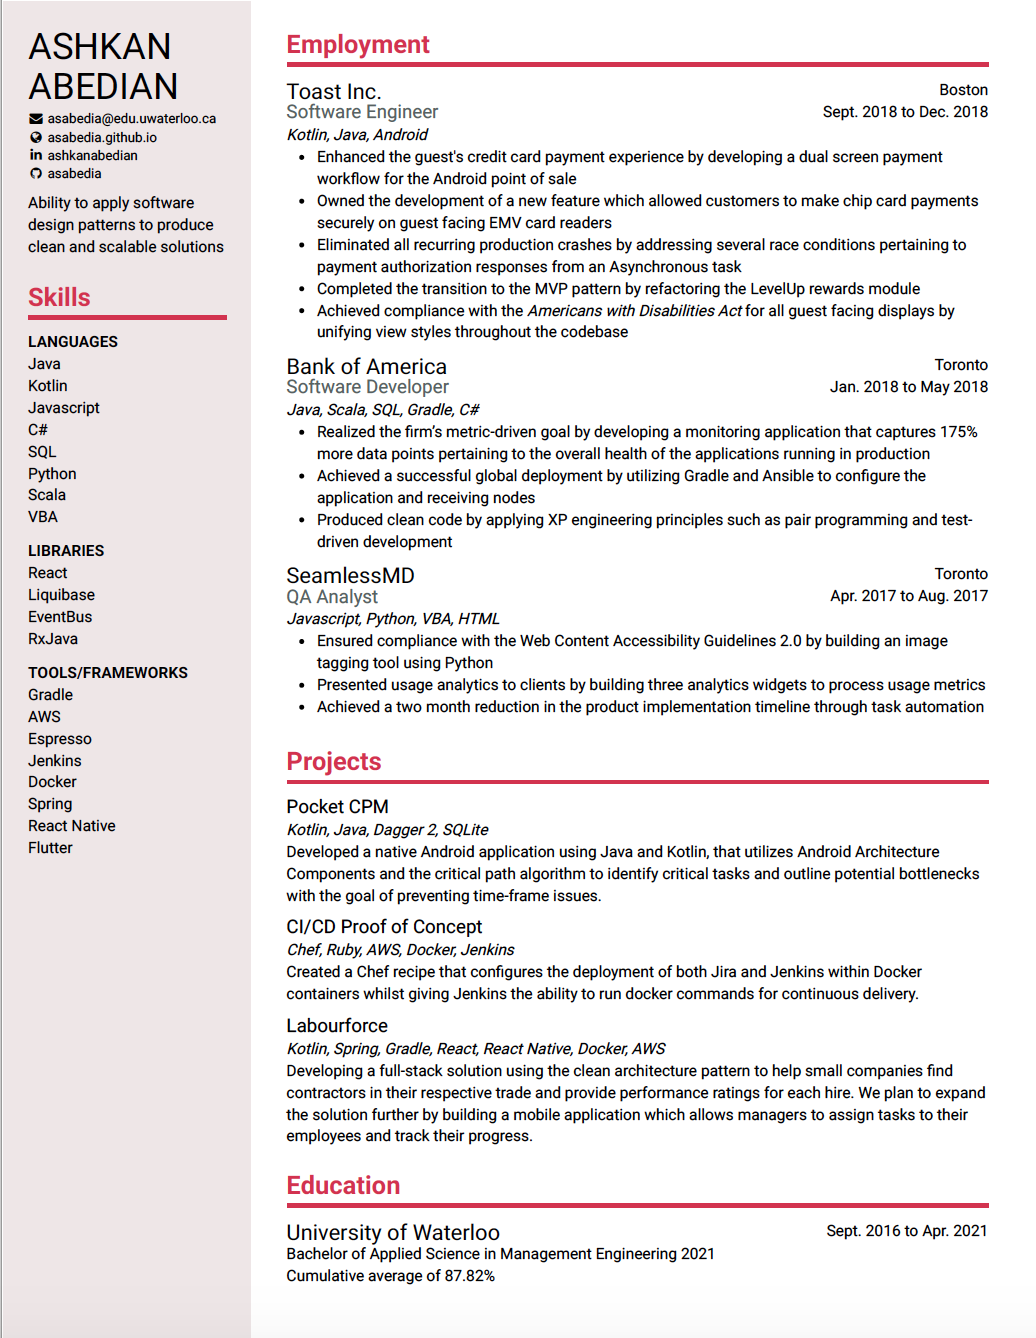 ASHKAN
ABEDIAN
asabedia@edu.uwaterloo.ca
asabedia.github.io
ashkanabedian
asabedia
Ability to apply software
design patterns to produce
clean and scalable solutions
Skills
LANGUAGES
Java
Kotlin
Javascript
C#
SQL
Python
Scala
VBA
LIBRARIES
React
Liquibase
EventBus
RxJava
TOOLS/FRAMEWORKS
Gradle
AWS
Espresso
Jenkins
Docker
Spring
React Native
Flutter
Employment
Toast Inc. Boston
Software Engineer Sept. 2018 to Dec. 2018
Kotlin, Java, Android
• Enhanced the guest's credit card payment experience by developing a dual screen payment
workflow for the Android point of sale
• Owned the development of a new feature which allowed customers to make chip card payments
securely on guest facing EMV card readers
• Eliminated all recurring production crashes by addressing several race conditions pertaining to
payment authorization responses from an Asynchronous task
• Completed the transition to the MVP pattern by refactoring the LevelUp rewards module
• Achieved compliance with the Americans with Disabilities Act for all guest facing displays by
unifying view styles throughout the codebase
Bank of America Toronto
Software Developer Jan. 2018 to May 2018
Java, Scala, SQL, Gradle, C#
• Realized the firm’s metric-driven goal by developing a monitoring application that captures 175%
more data points pertaining to the overall health of the applications running in production
• Achieved a successful global deployment by utilizing Gradle and Ansible to configure the
application and receiving nodes
• Produced clean code by applying XP engineering principles such as pair programming and test-
driven development
SeamlessMD Toronto
QA Analyst Apr. 2017 to Aug. 2017
Javascript, Python, VBA, HTML
• Ensured compliance with the Web Content Accessibility Guidelines 2.0 by building an image
tagging tool using Python
• Presented usage analytics to clients by building three analytics widgets to process usage metrics
• Achieved a two month reduction in the product implementation timeline through task automation
Projects
Pocket CPM
Kotlin, Java, Dagger 2, SQLite
Developed a native Android application using Java and Kotlin, that utilizes Android Architecture
Components and the critical path algorithm to identify critical tasks and outline potential bottlenecks
with the goal of preventing time-frame issues.
CI/CD Proof of Concept
Chef, Ruby, AWS, Docker, Jenkins
Created a Chef recipe that configures the deployment of both Jira and Jenkins within Docker
containers whilst giving Jenkins the ability to run docker commands for continuous delivery.
Labourforce
Kotlin, Spring, Gradle, React, React Native, Docker, AWS
Developing a full-stack solution using the clean architecture pattern to help small companies find
contractors in their respective trade and provide performance ratings for each hire. We plan to expand
the solution further by building a mobile application which allows managers to assign tasks to their
employees and track their progress.
Education
University of Waterloo Sept. 2016 to Apr. 2021
Bachelor of Applied Science in Management Engineering 2021
Cumulative average of 87.82%